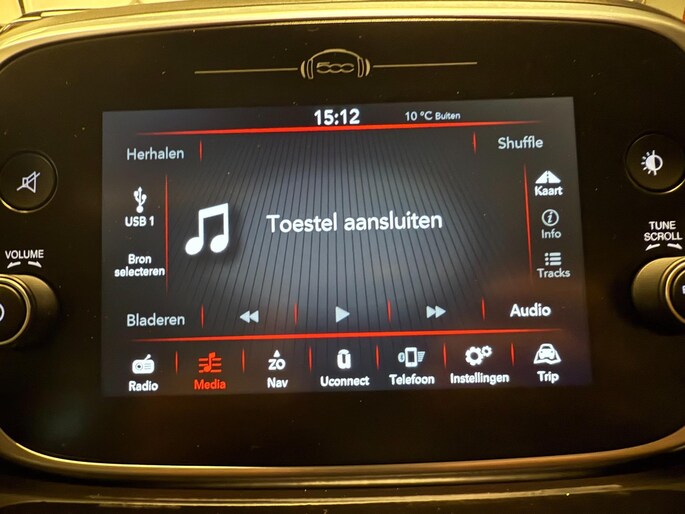 500
15:12
10 °C Buiten
Herhalen
Shuffle
USB 1
Toestel aansluiten
Kaart
Info
Bron
selecteren
Tracks
VOLUME
TUNE
SCROLL
Bladeren
Audio
Radio
Media
ZO
Nav
Uconnect
Telefoon
Instellingen
Trip